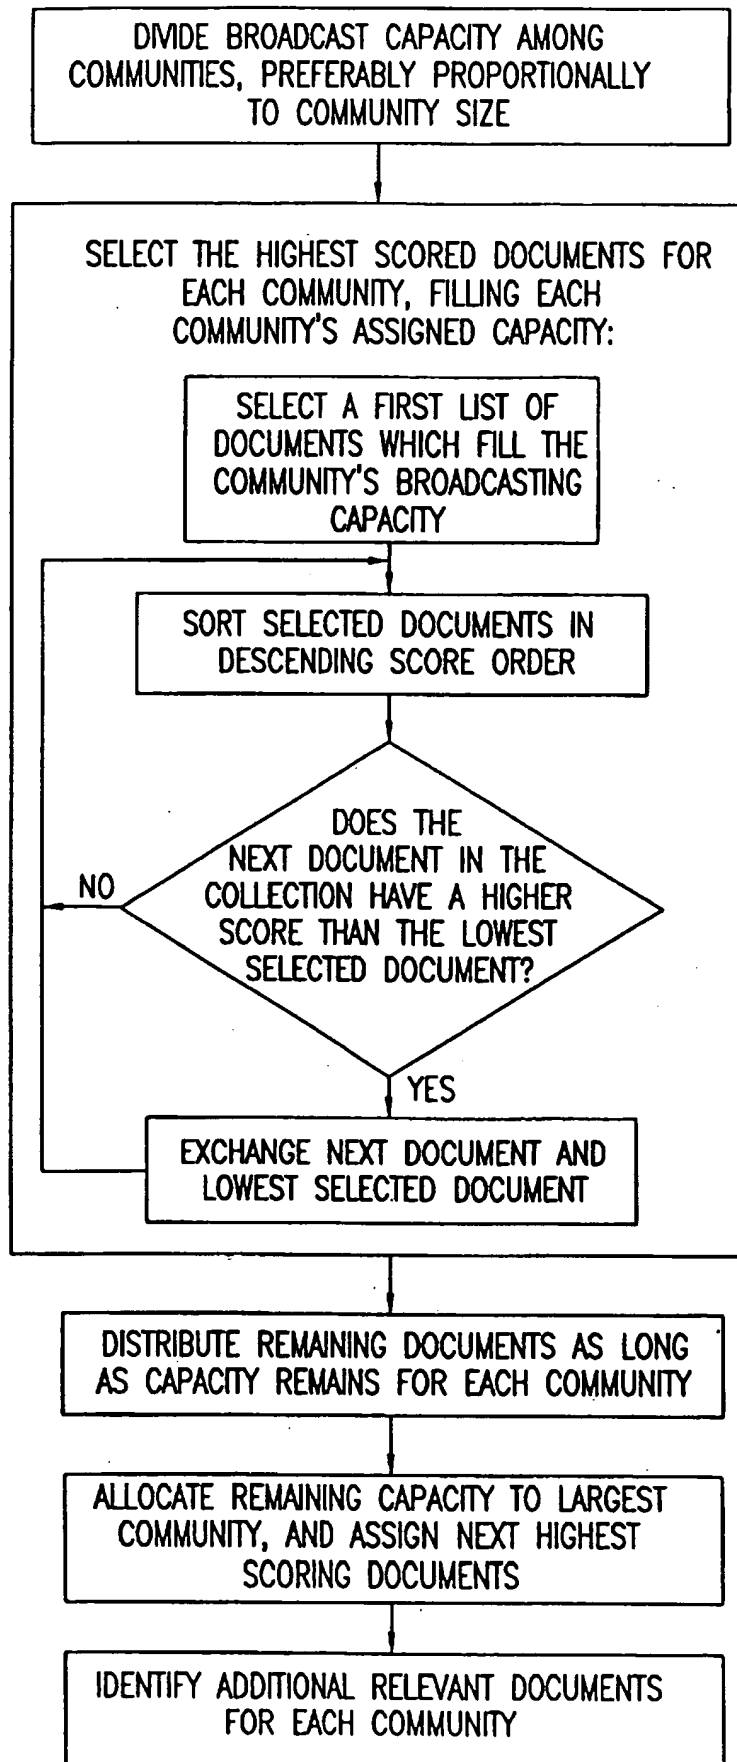 DIVIDE BROADCAST CAPACITY AMONG
COMMUNITIES, PREFERABLY PROPORTIONALLY
TO COMMUNITY SIZE
SELECT THE HIGHEST SCORED DOCUMENTS FOR
EACH COMMUNITY, FILLING EACH
COMMUNITY'S ASSIGNED CAPACITY:
SELECT A FIRST LIST OF
DOCUMENTS WHICH FILL THE
COMMUNITY'S BROADCASTING
CAPACITY
SORT SELECTED DOCUMENTS IN
DESCENDING SCORE ORDER
DOES THE
NEXT DOCUMENT IN THE
COLLECTION HAVE A HIGHER
SCORE THAN THE LOWEST
SELECTED DOCUMENT?
NO
YES
EXCHANGE NEXT DOCUMENT AND
LOWEST SELECTED DOCUMENT
DISTRIBUTE REMAINING DOCUMENTS AS LONG
AS CAPACITY REMAINS FOR EACH COMMUNITY
ALLOCATE REMAINING CAPACITY TO LARGEST
COMMUNITY, AND ASSIGN NEXT HIGHEST
SCORING DOCUMENTS
IDENTIFY ADDITIONAL RELEVANT DOCUMENTS
FOR EACH COMMUNITY